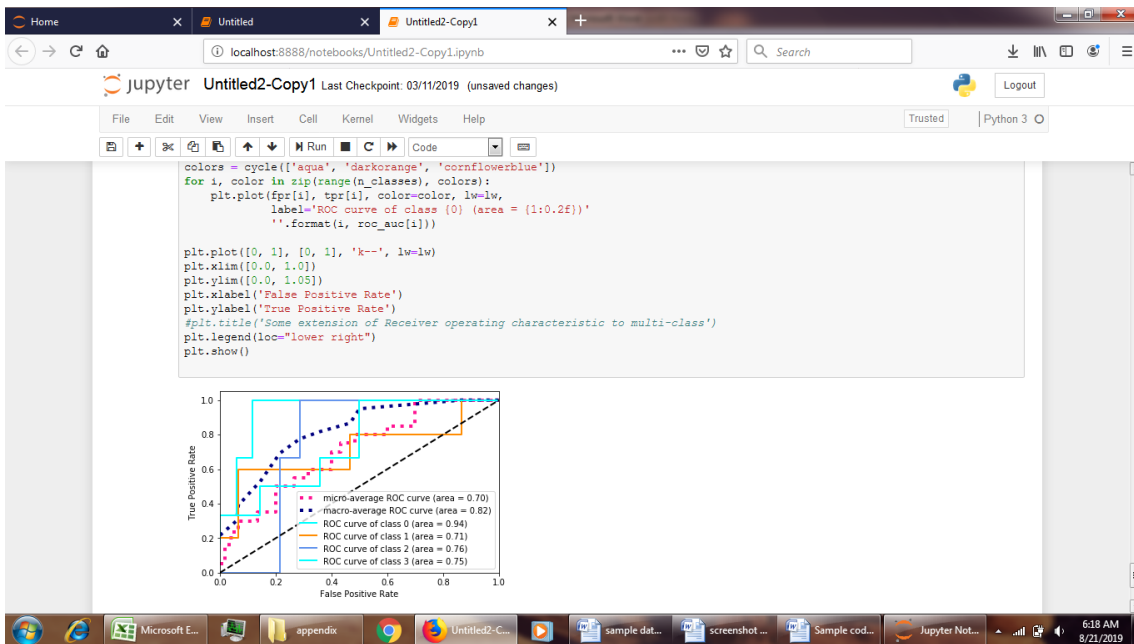 Home
Untitled
Untitled2-Copy1
localhost:8888/notebooks/Untitled2-Copy1.ipynb
Search
jupyter Untitled2-Copy1 Last Checkpoint: 03/11/2019 (unsaved changes)
Logout
File Edit View Insert Cell Kernel Widgets Help
Trusted Python 3
Run Code
colors = cycle(['aqua', 'darkorange', 'cornflowerblue'])
for i, color in zip(range(n_classes), colors):
    plt.plot(fpr[i], tpr[i], color=color, lw=lw,
             label='ROC curve of class {0} (area = {1:0.2f})'
             ''.format(i, roc_auc[i]))
plt.plot([0, 1], [0, 1], 'k--', lw=lw)
plt.xlim([0.0, 1.0])
plt.ylim([0.0, 1.05])
plt.xlabel('False Positive Rate')
plt.ylabel('True Positive Rate')
#plt.title('Some extension of Receiver operating characteristic to multi-class')
plt.legend(loc="lower right")
plt.show()
True Positive Rate
1.0
0.8
0.6
0.4
0.2
0.0
micro-average ROC curve (area = 0.70)
macro-average ROC curve (area = 0.82)
ROC curve of class 0 (area = 0.94)
ROC curve of class 1 (area = 0.71)
ROC curve of class 2 (area = 0.76)
ROC curve of class 3 (area = 0.75)
0.0 0.2 0.4 0.6 0.8 1.0
False Positive Rate
Microsoft E...
appendix
Untitled2-C...
sample dat...
screenshot ...
Sample cod...
Jupyter Not...
6:18 AM
8/21/2019